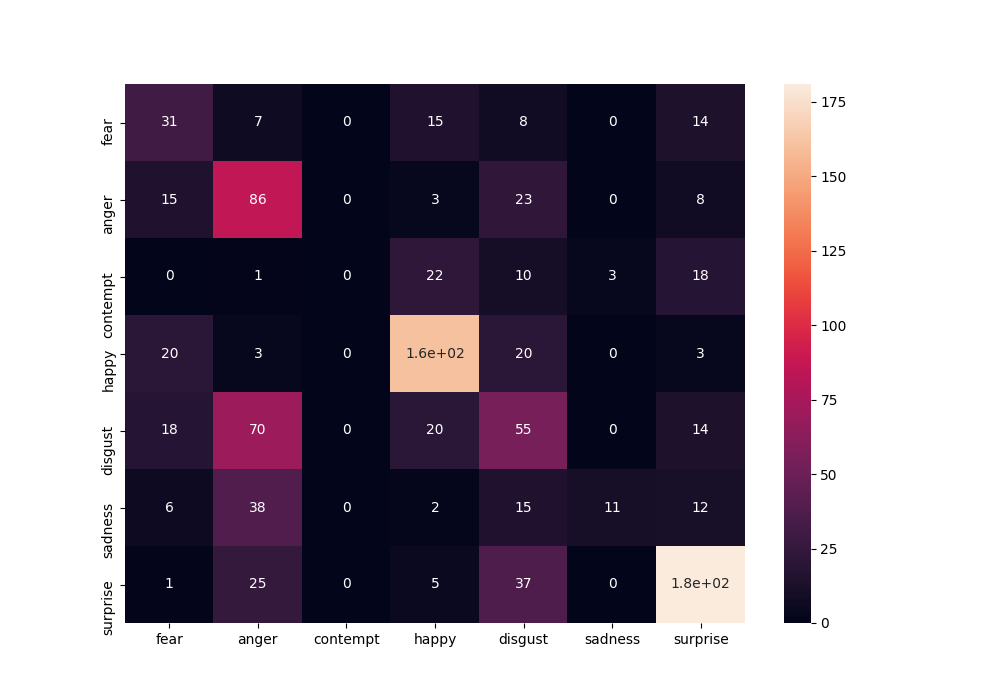 fear 31 7 0 15 8 0 14
anger 15 86 0 3 23 0 8
contempt 0 1 0 22 10 3 18
happy 20 3 0 1.6e+02 20 0 3
disgust 18 70 0 20 55 0 14
sadness 6 38 0 2 15 11 12
surprise 1 25 0 5 37 0 1.8e+02
fear anger contempt happy disgust sadness surprise
175
150
125
100
75
50
25
0